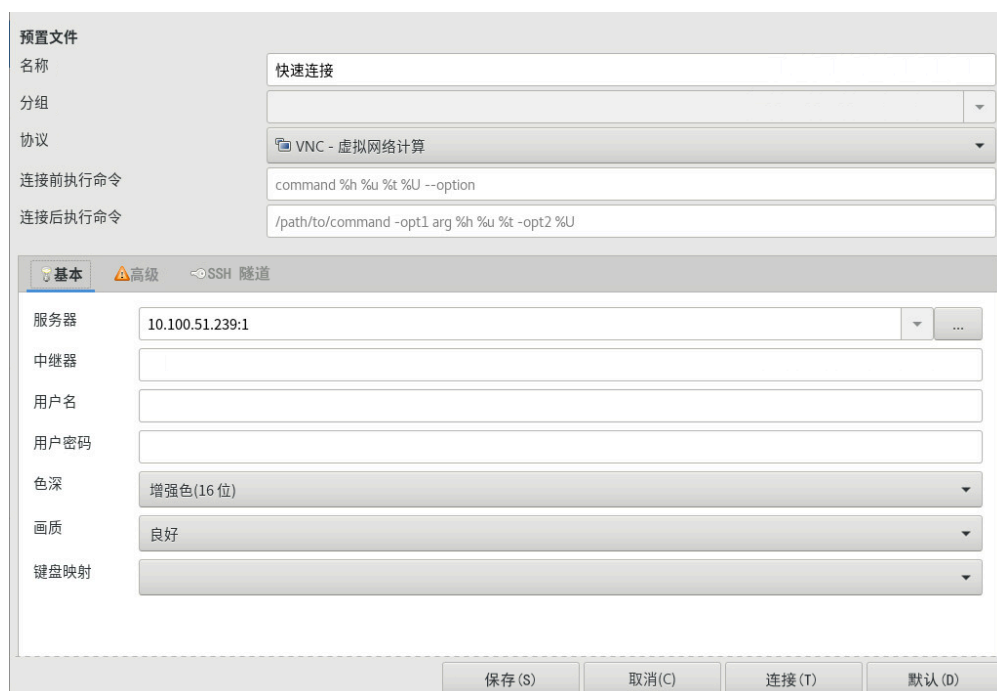 预置文件
名称
快速连接
分组
协议
VNC - 虚拟网络计算
连接前执行命令
command %h %u %t %U --option
连接后执行命令
/path/to/command -opt1 arg %h %u %t -opt2 %U
基本 高级 SSH 隧道
服务器
10.100.51.239:1
...
中继器
用户名
用户密码
色深
增强色(16 位)
画质
良好
键盘映射
保存(S) 取消(C) 连接(T) 默认(D)